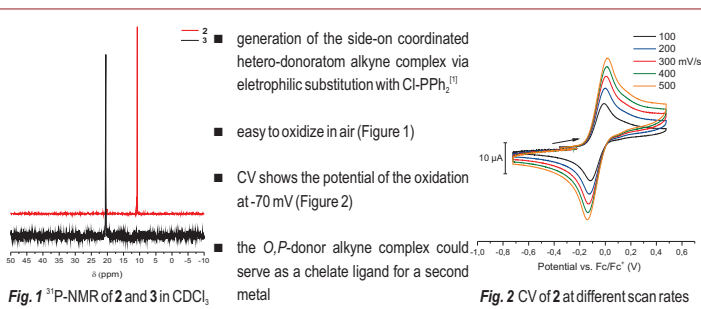 2
3
50 45 40 35 30 25 20 15 10 5 0 -5 -10
δ (ppm)
Fig. 1 ³¹P-NMR of 2 and 3 in CDCl₃
■ generation of the side-on coordinated
hetero-donoratom alkyne complex via
eletrophilic substitution with Cl-PPh₂[1]
■ easy to oxidize in air (Figure 1)
■ CV shows the potential of the oxidation
at -70 mV (Figure 2)
■ the O,P-donor alkyne complex could
serve as a chelate ligand for a second
metal
100
200
300 mV/s
400
500
10 µA
-1,0 -0,8 -0,6 -0,4 -0,2 0,0 0,2 0,4 0,6
Potential vs. Fc/Fc⁺ (V)
Fig. 2 CV of 2 at different scan rates